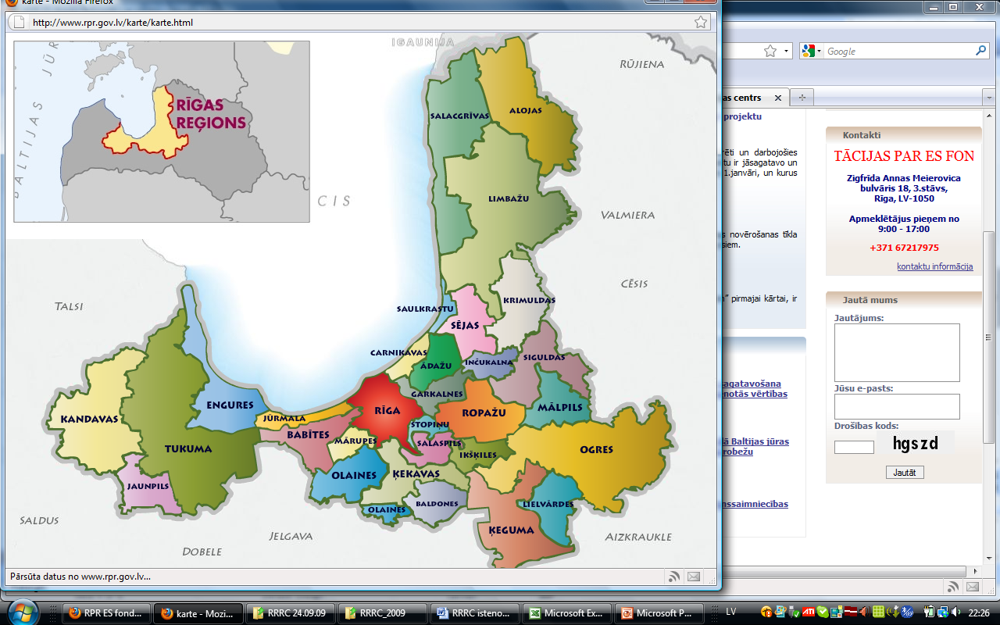 karte - Mozilla Firefox
http://www.rpr.gov.lv/karte/karte.html
Google
IGAUNIJA
BALTIJAS JŪR
RĪGAS
REĢIONS
CIS
RŪJIENA
VALMIERA
CĒSIS
TALSI
SALDUS
DOBELE
JELGAVA
AIZKRAUKLE
SALACGRĪVAS
ALOJAS
LIMBAŽU
KRIMULDAS
SAULKRASTU
SĒJAS
CARNIKAVAS
ĀDAŽU
INČUKALNA
SIGULDAS
GARKALNES
RĪGA
ROPAŽU
MĀLPILS
STOPIŅU
KANDAVAS
ENGURES
JŪRMALA
BABĪTES
MĀRUPES
SALASPILS
IKŠĶILES
OGRES
TUKUMA
OLAINES
ĶEKAVAS
JAUNPILS
OLAINES
BALDONES
LIELVĀRDES
ĶEGUMA
Pārsūta datus no www.rpr.gov.lv...
as centrs
projektu
rēti un darbojošies
tu ir jāsagatavo un
1.janvāri, un kurus
s novērošanas tīkla
siem.
" pirmajai kārtai, ir
agatavošana
enotās vērtības
lā Baltijas jūras
robežu
nssaimniecības
Kontakti
TĀCIJAS PAR ES FON
Zigfrīda Annas Meierovica
bulvāris 18, 3.stāvs,
Rīga, LV-1050
Apmeklētājus pieņem no
9:00 - 17:00
+371 67217975
kontaktu informācija
Jautā mums
Jautājums:
Jūsu e-pasts:
Drošības kods:
hgszd
Jautāt
RPR ES fond...
karte - Mozi...
RRRC 24.09.09
RRRC_2009
RRRC isteno...
Microsoft Ex...
Microsoft P...
LV
ATI
22:26